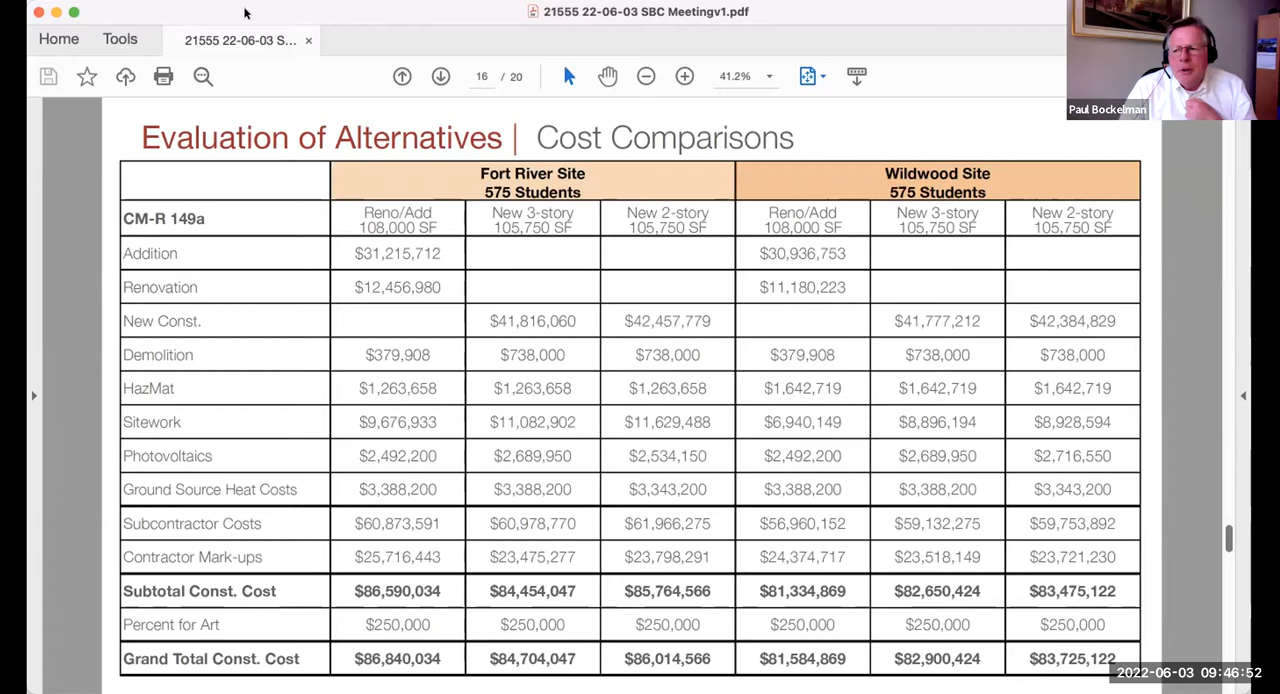 21555 22-06-03 SBC Meetingv1.pdf
Home Tools 21555 22-06-03 S... ×
16 / 20 41.2%
Paul Bockelman
Evaluation of Alternatives | Cost Comparisons
Fort River Site Wildwood Site
575 Students 575 Students
CM-R 149a Reno/Add New 3-story New 2-story Reno/Add New 3-story New 2-story
108,000 SF 105,750 SF 105,750 SF 108,000 SF 105,750 SF 105,750 SF
Addition $31,215,712 $30,936,753
Renovation $12,456,980 $11,180,223
New Const. $41,816,060 $42,457,779 $41,777,212 $42,384,829
Demolition $379,908 $738,000 $738,000 $379,908 $738,000 $738,000
HazMat $1,263,658 $1,263,658 $1,263,658 $1,642,719 $1,642,719 $1,642,719
Sitework $9,676,933 $11,082,902 $11,629,488 $6,940,149 $8,896,194 $8,928,594
Photovoltaics $2,492,200 $2,689,950 $2,534,150 $2,492,200 $2,689,950 $2,716,550
Ground Source Heat Costs $3,388,200 $3,388,200 $3,343,200 $3,388,200 $3,388,200 $3,343,200
Subcontractor Costs $60,873,591 $60,978,770 $61,966,275 $56,960,152 $59,132,275 $59,753,892
Contractor Mark-ups $25,716,443 $23,475,277 $23,798,291 $24,374,717 $23,518,149 $23,721,230
Subtotal Const. Cost $86,590,034 $84,454,047 $85,764,566 $81,334,869 $82,650,424 $83,475,122
Percent for Art $250,000 $250,000 $250,000 $250,000 $250,000 $250,000
Grand Total Const. Cost $86,840,034 $84,704,047 $86,014,566 $81,584,869 $82,900,424 $83,725,122
2022-06-03 09:46:52